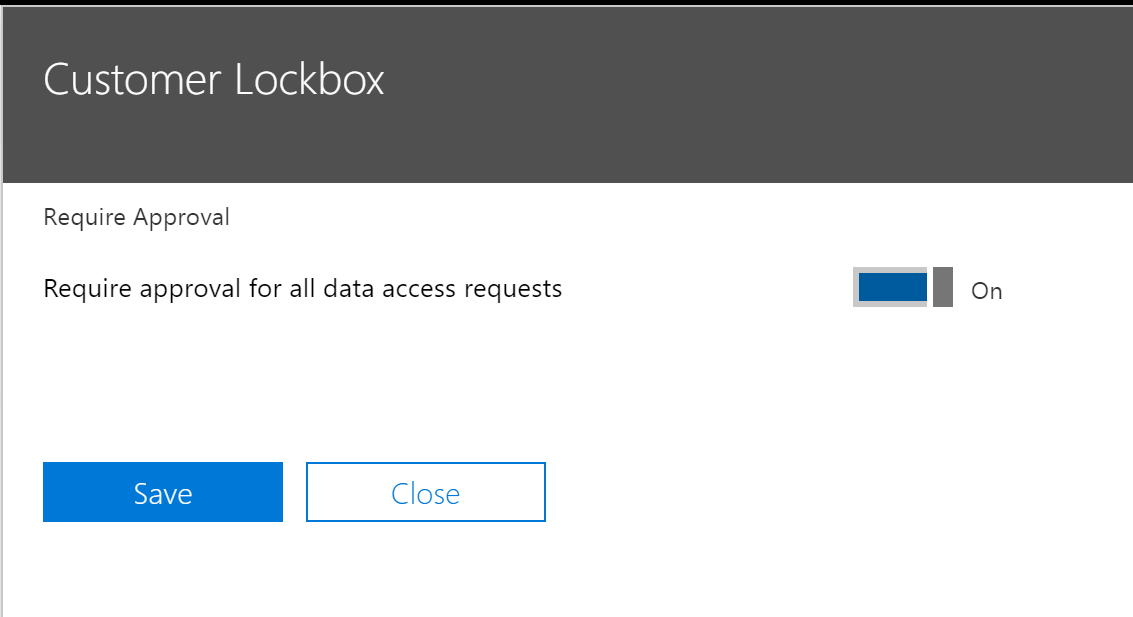 Customer Lockbox
Require Approval
Require approval for all data access requests
On
Save
Close